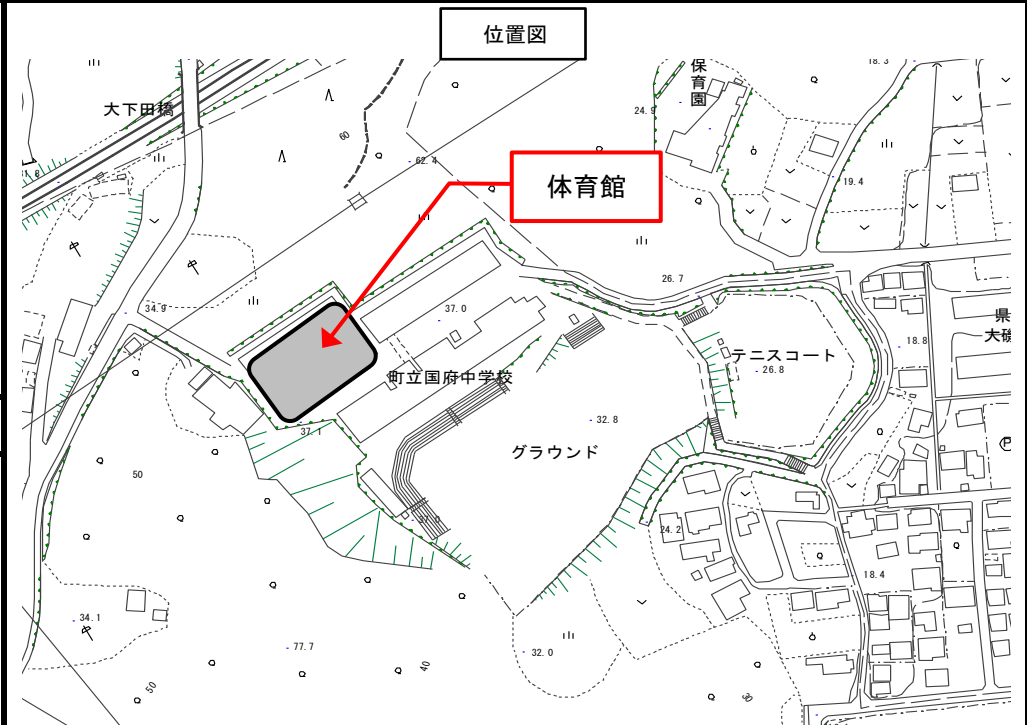 位置図
保育園
18.3
大下田橋
24.9
60
62.4
体育館
19.4
26.7
34.9
37.0
県
大磯
18.8
テニスコート
26.8
町立国府中学校
32.8
37.1
グラウンド
50
37.0
24.2
18.4
34.1
77.7
32.0
40
50
30